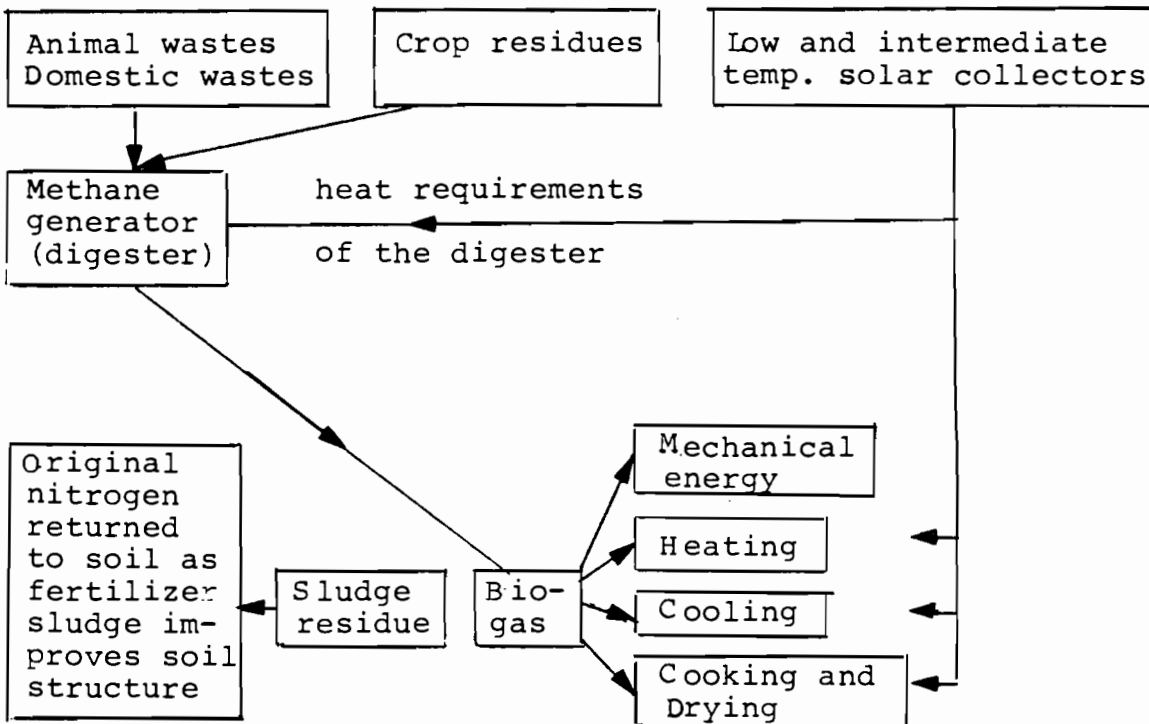 Animal wastes
Domestic wastes
Crop residues
Low and intermediate
temp. solar collectors
Methane
generator
(digester)
heat requirements
of the digester
Original
nitrogen
returned
to soil as
fertilizer
sludge im-
proves soil
structure
Sludge
residue
Bio-
gas
Mechanical
energy
Heating
Cooling
Cooking and
Drying